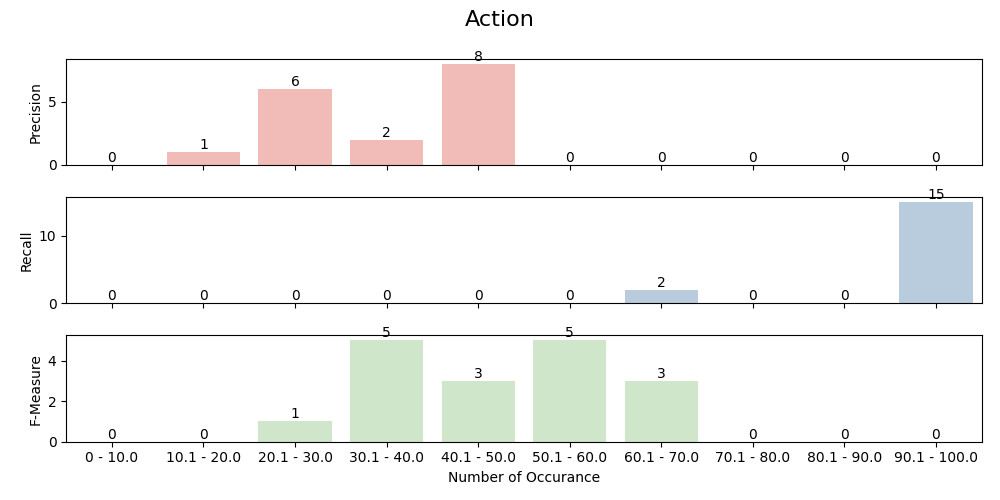 Action
Precision
5
0
0 1 6 2 8 0 0 0 0 0
Recall
10
0
0 0 0 0 0 0 2 0 0 15
F-Measure
4
2
0
0 0 1 5 3 5 3 0 0 0
0 - 10.0 10.1 - 20.0 20.1 - 30.0 30.1 - 40.0 40.1 - 50.0 50.1 - 60.0 60.1 - 70.0 70.1 - 80.0 80.1 - 90.0 90.1 - 100.0
Number of Occurance